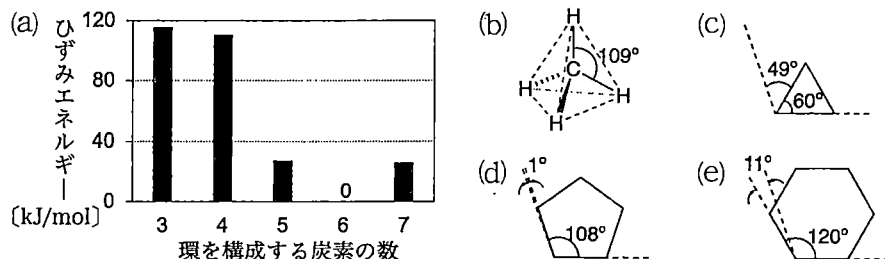 (a)
ひずみエネルギー
〔kJ/mol〕
120
80
40
0
0
3 4 5 6 7
環を構成する炭素の数
(b)
H
109°
C
H
H
H
(c)
49°
60°
(d)
1°
108°
(e)
11°
120°